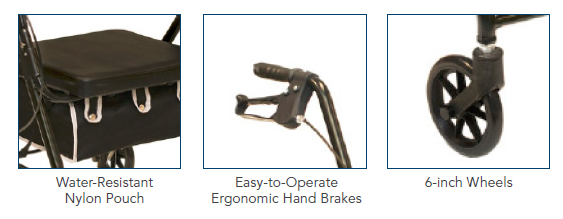 Water-Resistant
Nylon Pouch
Easy-to-Operate
Ergonomic Hand Brakes
6-inch Wheels